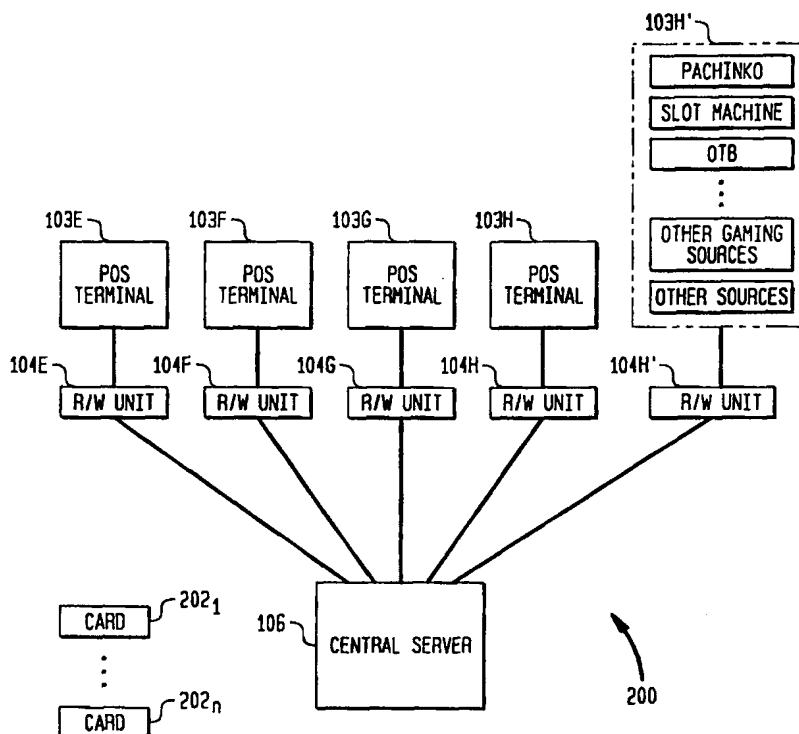 103H'
PACHINKO
SLOT MACHINE
OTB
OTHER GAMING
SOURCES
OTHER SOURCES
103E
103F
103G
103H
POS
TERMINAL
POS
TERMINAL
POS
TERMINAL
POS
TERMINAL
104E
104F
104G
104H
104H'
R/W UNIT
R/W UNIT
R/W UNIT
R/W UNIT
R/W UNIT
CARD
202₁
106
CENTRAL SERVER
200
CARD
202ₙ